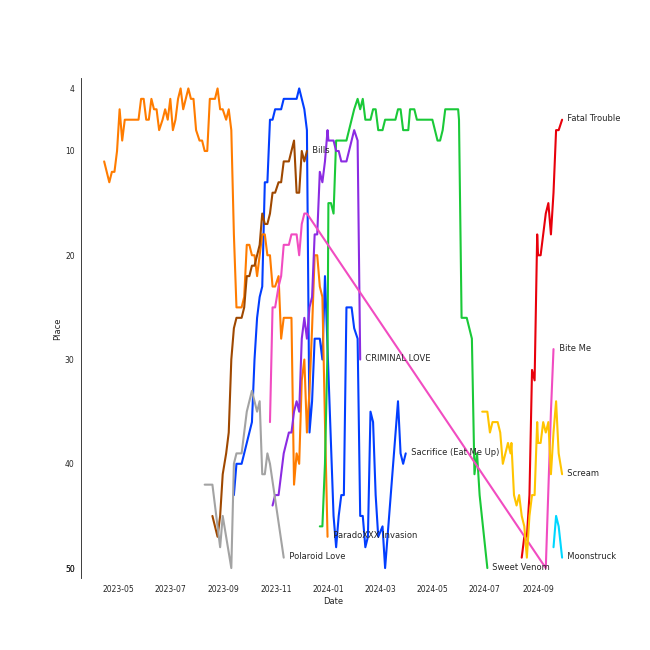 4
Fatal Trouble
10
Bills
20
Place
30
Bite Me
CRIMINAL LOVE
40
Sacrifice (Eat Me Up)
Scream
ParadoXXX Invasion
Polaroid Love
Moonstruck
50
Sweet Venom
2023-05 2023-07 2023-09 2023-11 2024-01 2024-03 2024-05 2024-07 2024-09
Date